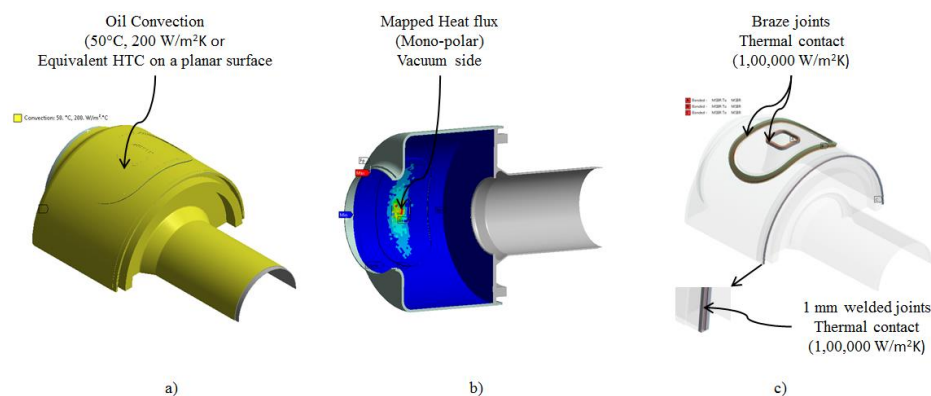 Oil Convection
(50°C, 200 W/m²K or
Equivalent HTC on a planar surface
Convection: 50. °C, 200. W/m²·°C
a)
Mapped Heat flux
(Mono-polar)
Vacuum side
Max
Min
b)
Braze joints
Thermal contact
(1,00,000 W/m²K)
1 mm welded joints
Thermal contact
(1,00,000 W/m²K)
c)